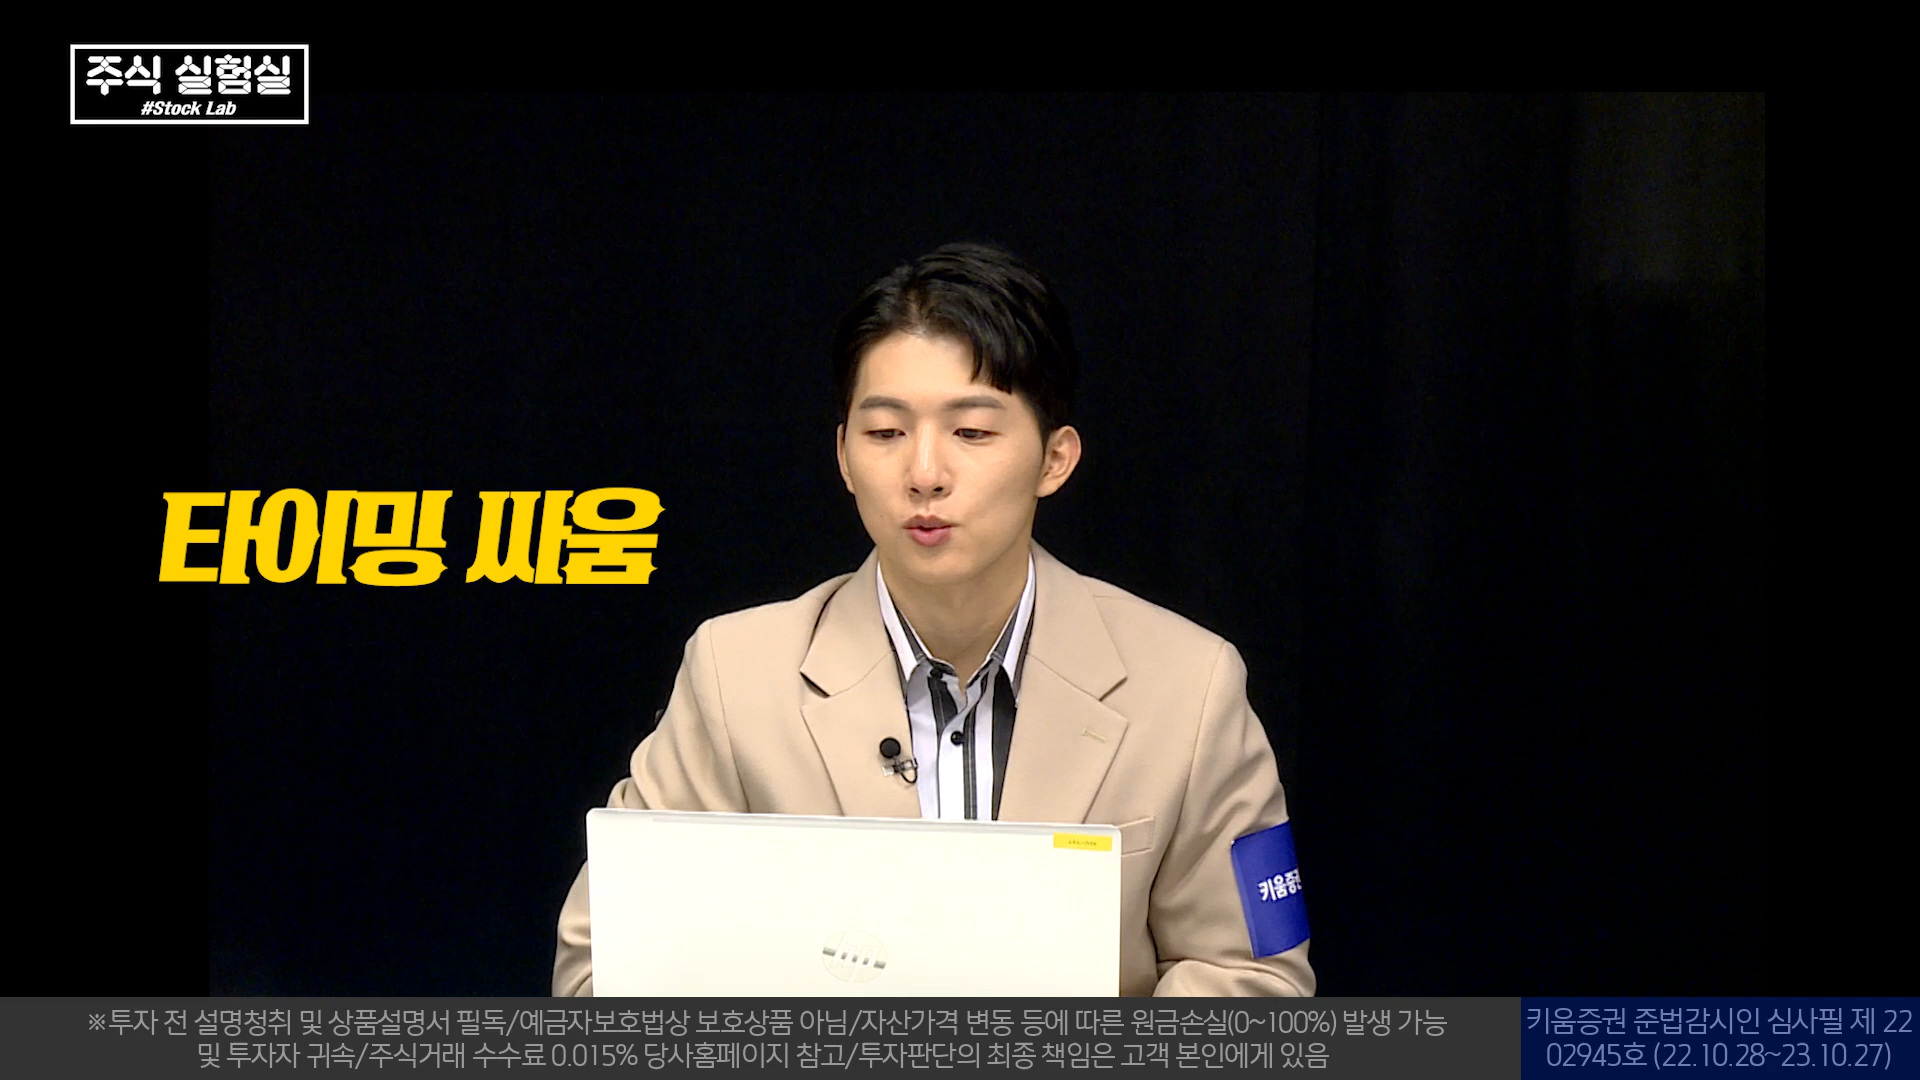 주식 실험실
#Stock Lab
타이밍 싸움
키움증권
hp
※투자 전 설명청취 및 상품설명서 필독/예금자보호법상 보호상품 아님/자산가격 변동 등에 따른 원금손실(0~100%) 발생 가능
및 투자자 귀속/주식거래 수수료 0.015% 당사홈페이지 참고/투자판단의 최종 책임은 고객 본인에게 있음
키움증권 준법감시인 심사필 제 22
02945호 (22.10.28~23.10.27)